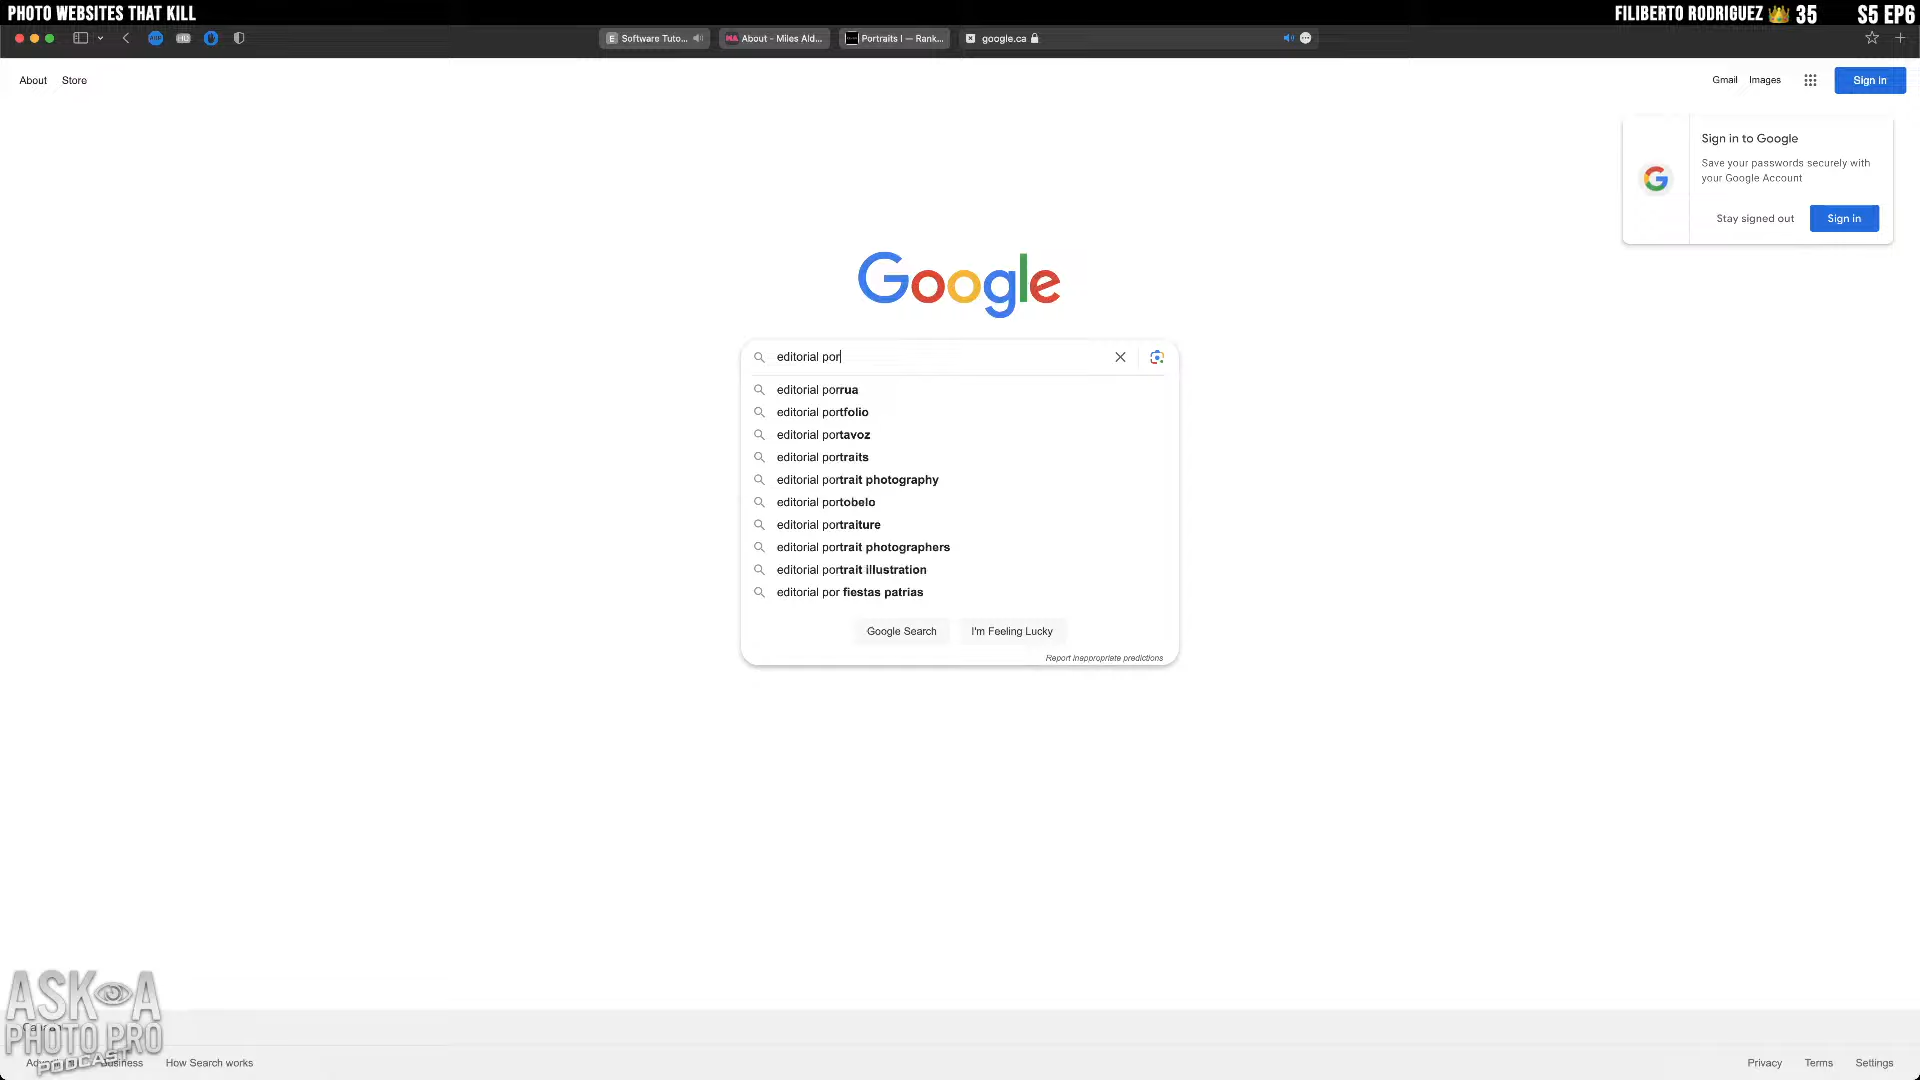 PHOTO WEBSITES THAT KILL
FILIBERTO RODRIGUEZ 👑 35 S5 EP6
Software Tuto...
About - Miles Ald...
Portraits I — Rank...
google.ca
About Store
Gmail Images Sign in
Sign in to Google
Save your passwords securely with
your Google Account
Stay signed out Sign in
Google
editorial por
editorial porrua
editorial portfolio
editorial portavoz
editorial portraits
editorial portrait photography
editorial portobelo
editorial portraiture
editorial portrait photographers
editorial portrait illustration
editorial por fiestas patrias
Google Search I'm Feeling Lucky
Report inappropriate predictions
ASK A
PHOTO PRO
PODCAST
How Search works
Privacy Terms Settings